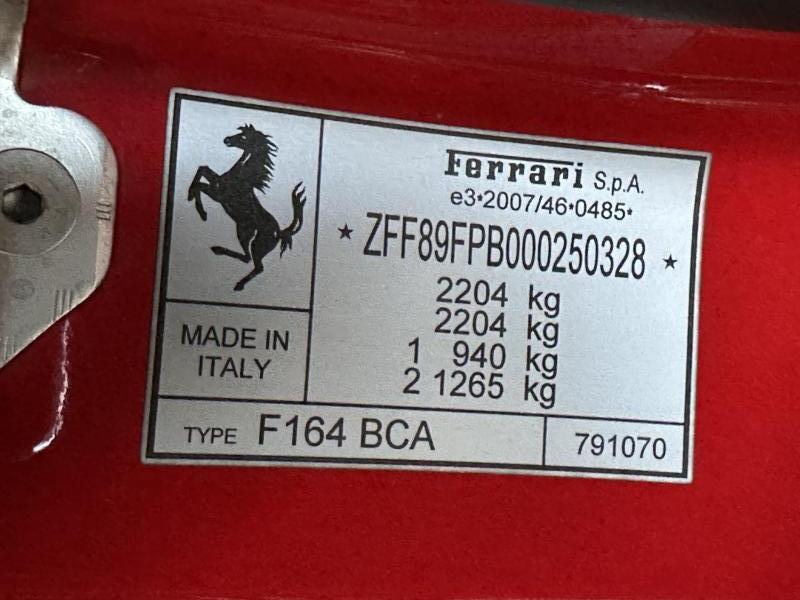 Ferrari S.p.A.
e3*2007/46*0485*
★ ZFF89FPB000250328 ★
2204 kg
2204 kg
1 940 kg
2 1265 kg
MADE IN
ITALY
TYPE F164 BCA
791070